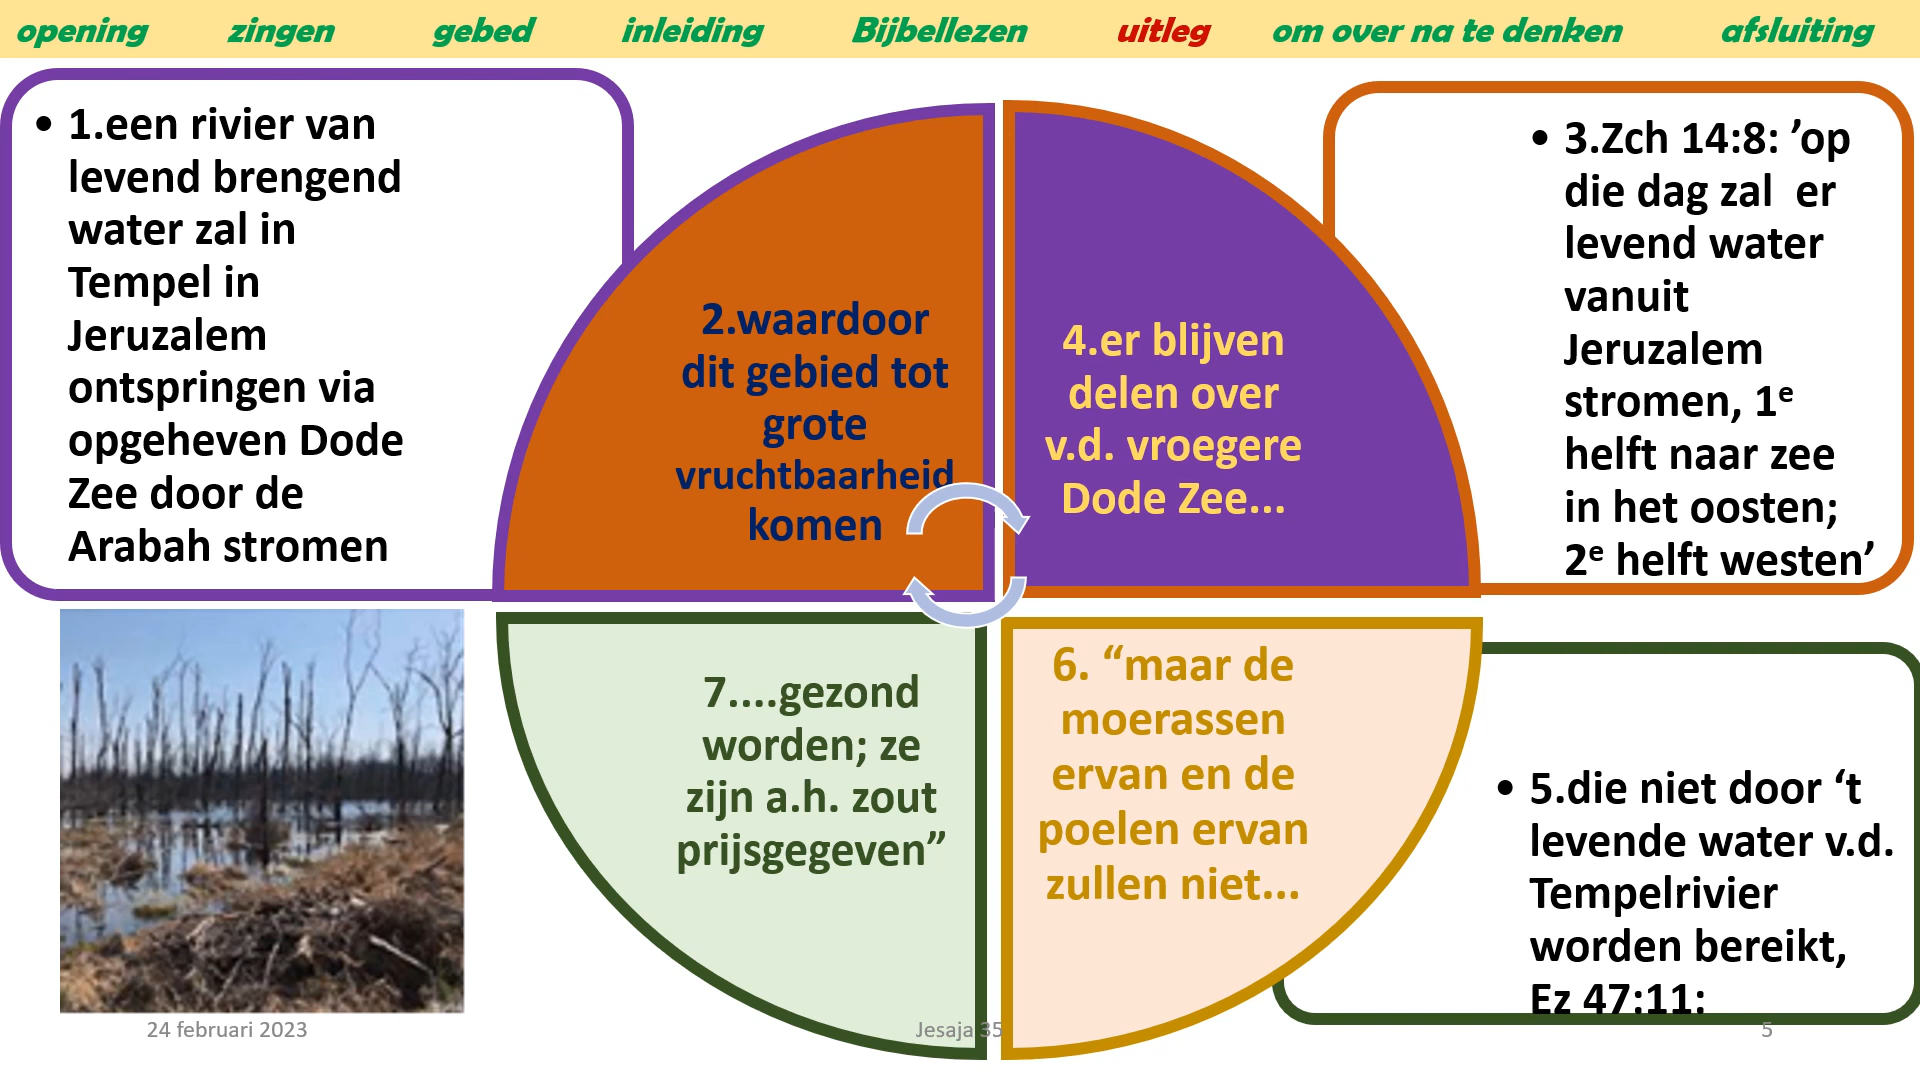 opening zingen gebed inleiding Bijbellezen uitleg om over na te denken afsluiting
• 1.een rivier van
levend brengend
water zal in
Tempel in
Jeruzalem
ontspringen via
opgeheven Dode
Zee door de
Arabah stromen
2.waardoor
dit gebied tot
grote
vruchtbaarheid
komen
• 3.Zch 14:8: ’op
die dag zal  er
levend water
vanuit
Jeruzalem
stromen, 1e
helft naar zee
in het oosten;
2e helft westen’
4.er blijven
delen over
v.d. vroegere
Dode Zee...
• 5.die niet door ‘t
levende water v.d.
Tempelrivier
worden bereikt,
Ez 47:11:
6. “maar de
moerassen
ervan en de
poelen ervan
zullen niet...
7....gezond
worden; ze
zijn a.h. zout
prijsgegeven”
24 februari 2023
Jesaja 35
5